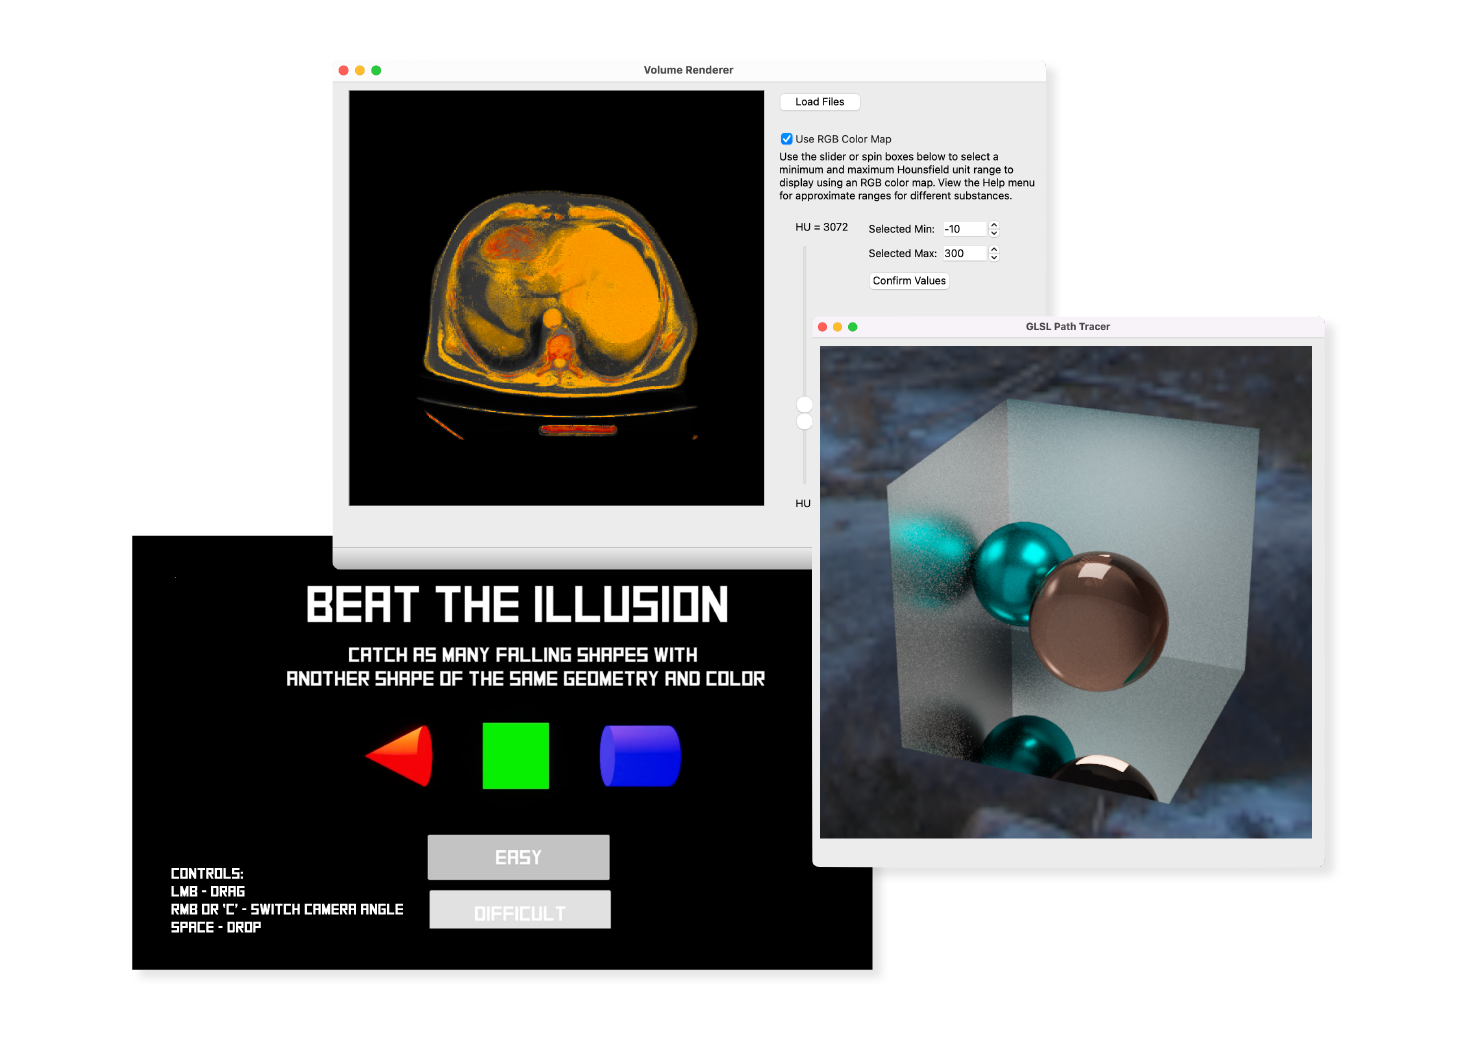 Volume Renderer
Load Files
Use RGB Color Map
Use the slider or spin boxes below to select a
minimum and maximum Hounsfield unit range to
display using an RGB color map. View the Help menu
for approximate ranges for different substances.
HU = 3072
Selected Min: -10
Selected Max: 300
Confirm Values
HU
GLSL Path Tracer
BEAT THE ILLUSION
CATCH AS MANY FALLING SHAPES WITH
ANOTHER SHAPE OF THE SAME GEOMETRY AND COLOR
EASY
DIFFICULT
CONTROLS:
LMB - DRAG
RMB OR 'C' - SWITCH CAMERA ANGLE
SPACE - DROP